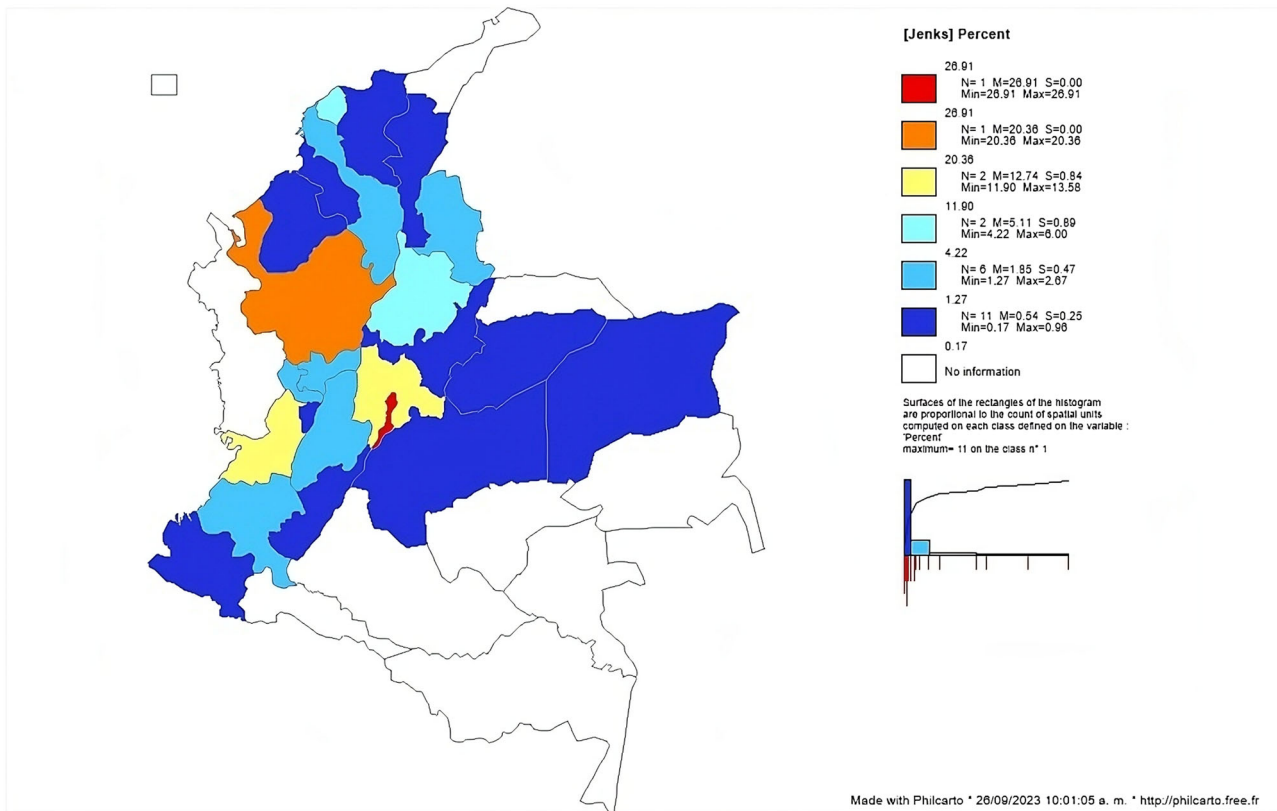 [Jenks] Percent
26.91
N= 1 M=26.91 S=0.00
Min=26.91 Max=26.91
26.91
N= 1 M=20.36 S=0.00
Min=20.36 Max=20.36
20.36
N= 2 M=12.74 S=0.84
Min=11.90 Max=13.58
11.90
N= 2 M=5.11 S=0.89
Min=4.22 Max=6.00
4.22
N= 6 M=1.85 S=0.47
Min=1.27 Max=2.67
1.27
N= 11 M=0.54 S=0.25
Min=0.17 Max=0.96
0.17
No information
Surfaces of the rectangles of the histogram
are proportional to the count of spatial units
computed on each class defined on the variable :
'Percent'
maximum= 11 on the class n° 1
Made with Philcarto * 26/09/2023 10:01:05 a. m. * http://philcarto.free.fr